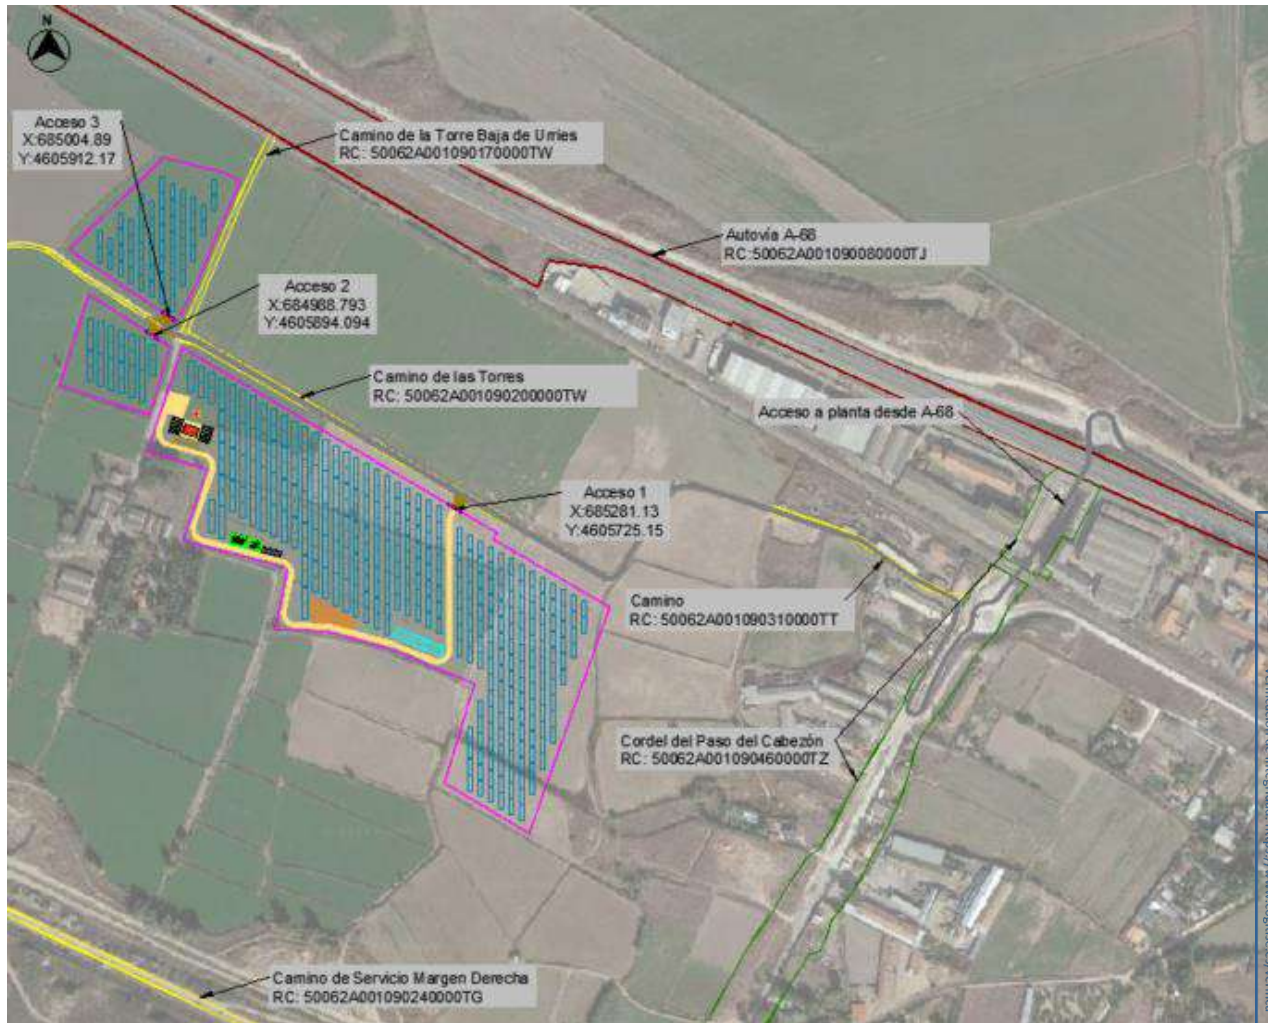 N
Acceso 3
X:685004.89
Y:4605912.17
Camino de la Torre Baja de Urries
RC: 50062A001090170000TW
Autovía A-68
RC:50062A001090080000TJ
Acceso 2
X:684988.793
Y:4605894.094
Camino de las Torres
RC: 50062A001090200000TW
Acceso a planta desde A-68
Acceso 1
X:685281.13
Y:4605725.15
Camino
RC: 50062A001090310000TT
Cordel del Paso del Cabezón
RC: 50062A001090460000TZ
Camino de Servicio Margen Derecha
RC: 50062A001090240000TG